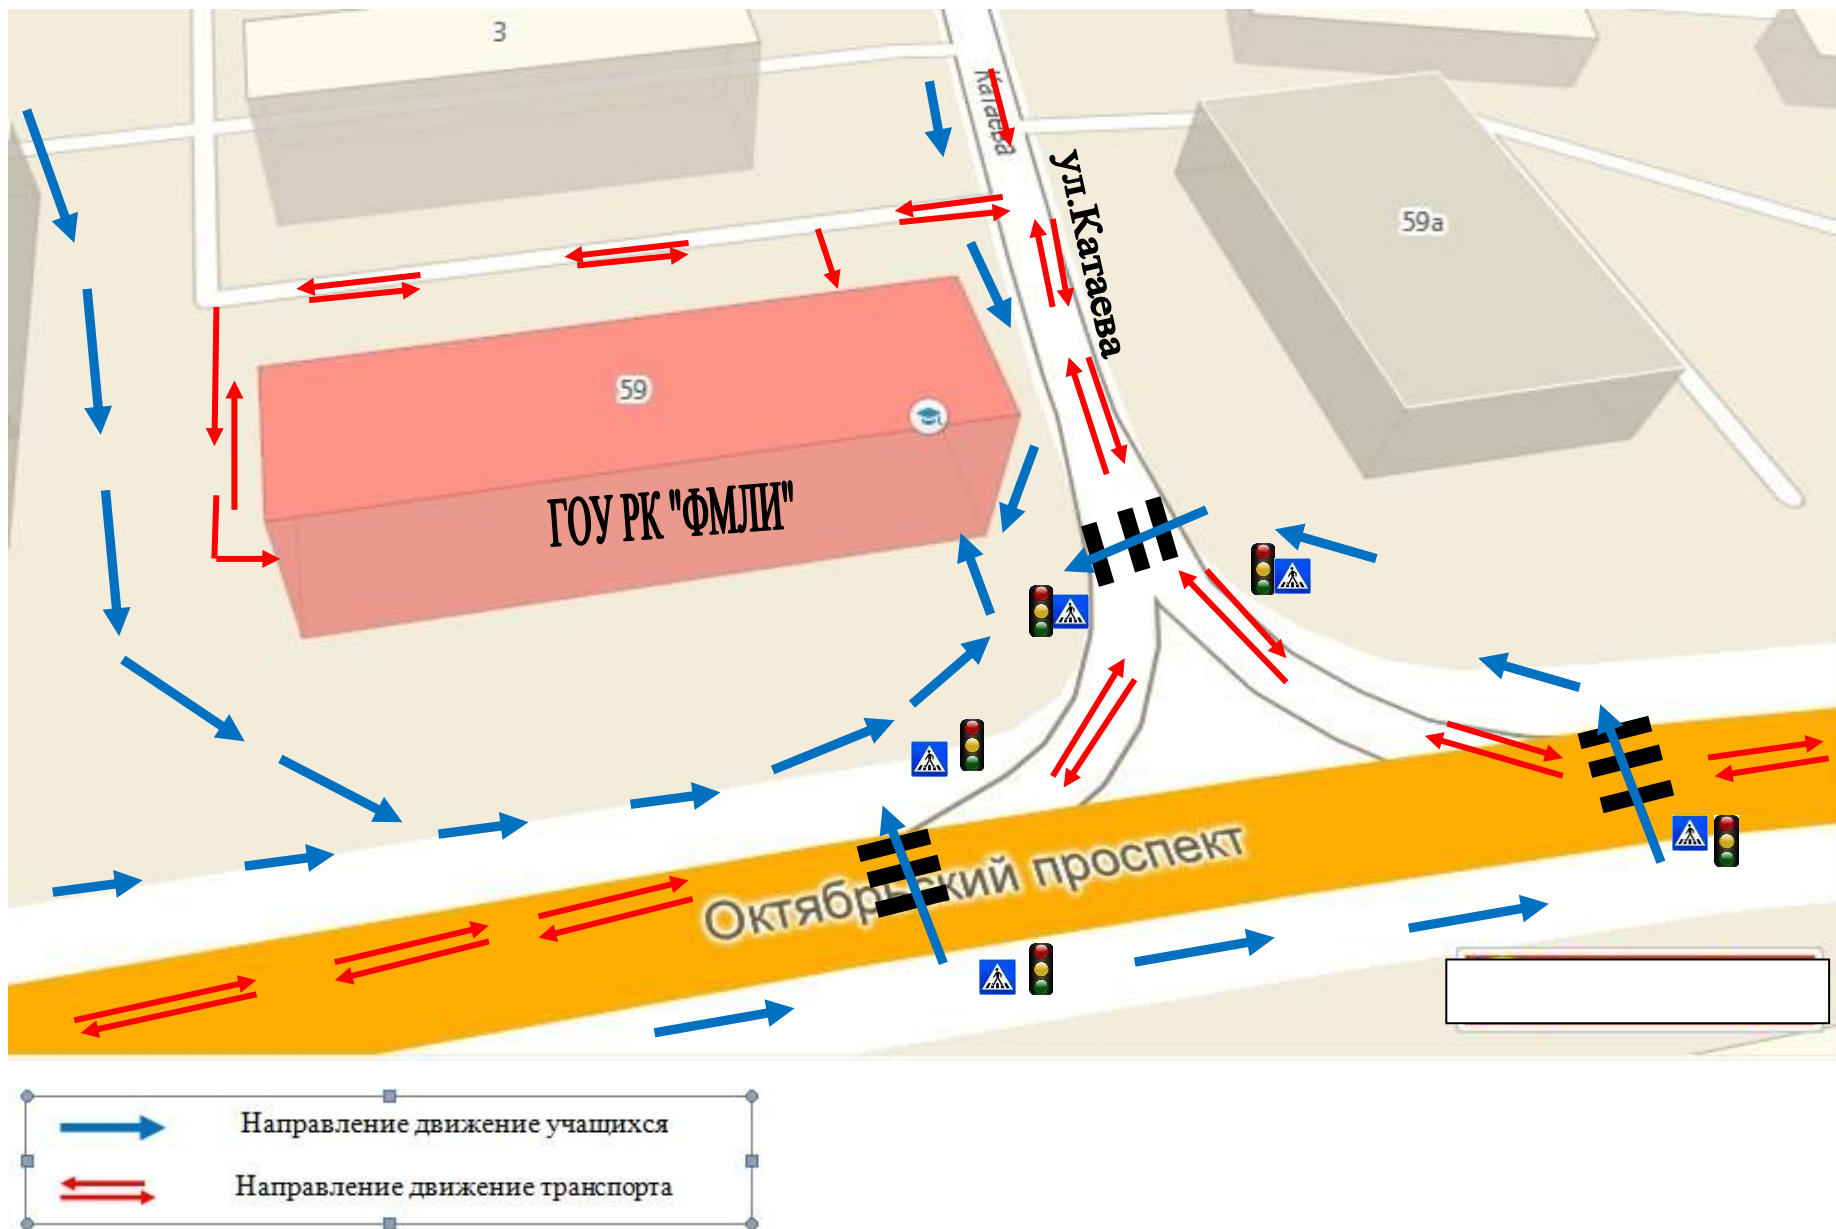 3
Катаева
ул.Катаева
59а
59
ГОУ РК "ФМЛИ"
Октябрьский проспект
Направление движение учащихся
Направление движение транспорта